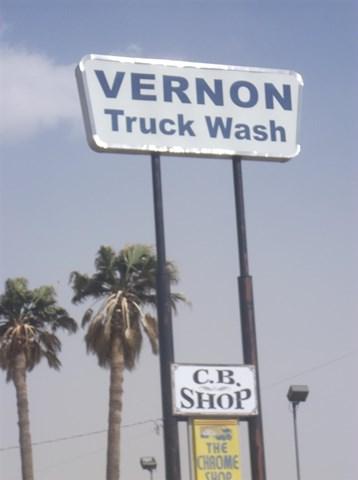 VERNON
Truck Wash
C.B.
SHOP
THE
CHROME
SHOP